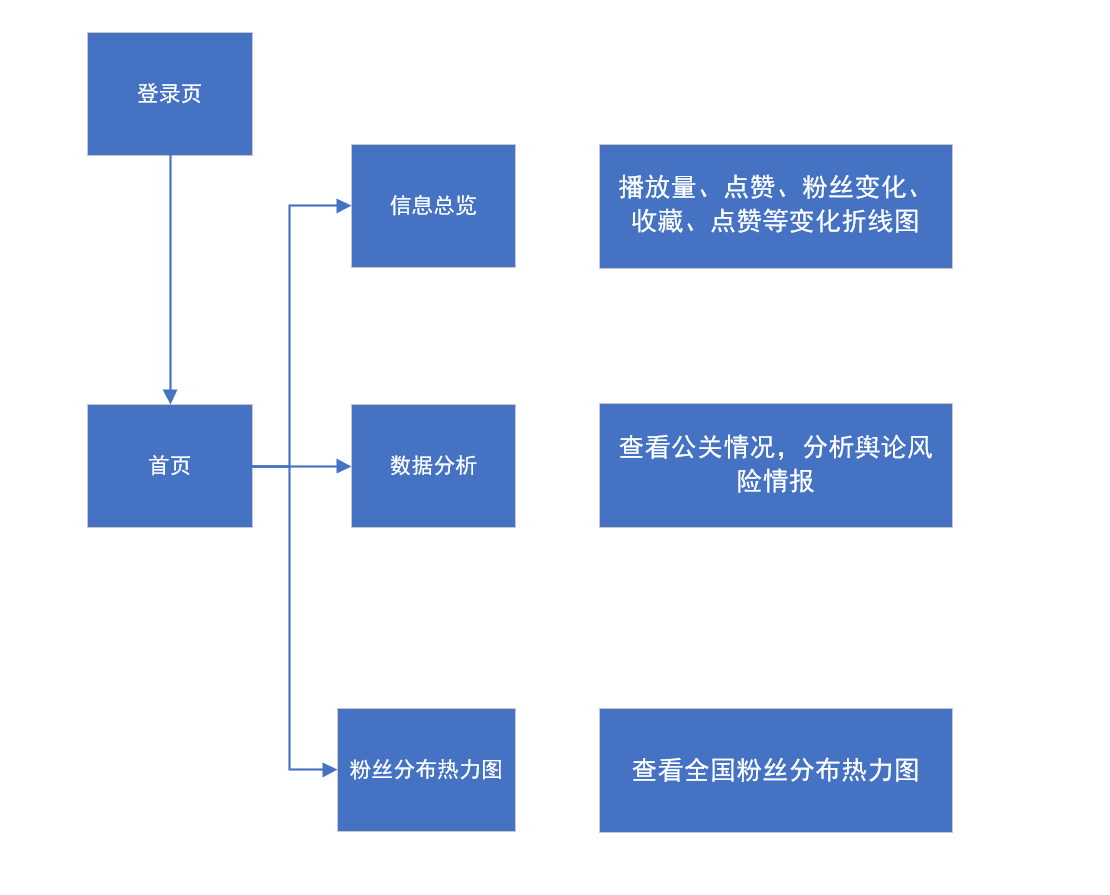 登录页
信息总览
播放量、点赞、粉丝变化、
收藏、点赞等变化折线图
首页
数据分析
查看公关情况，分析舆论风
险情报
粉丝分布热力图
查看全国粉丝分布热力图